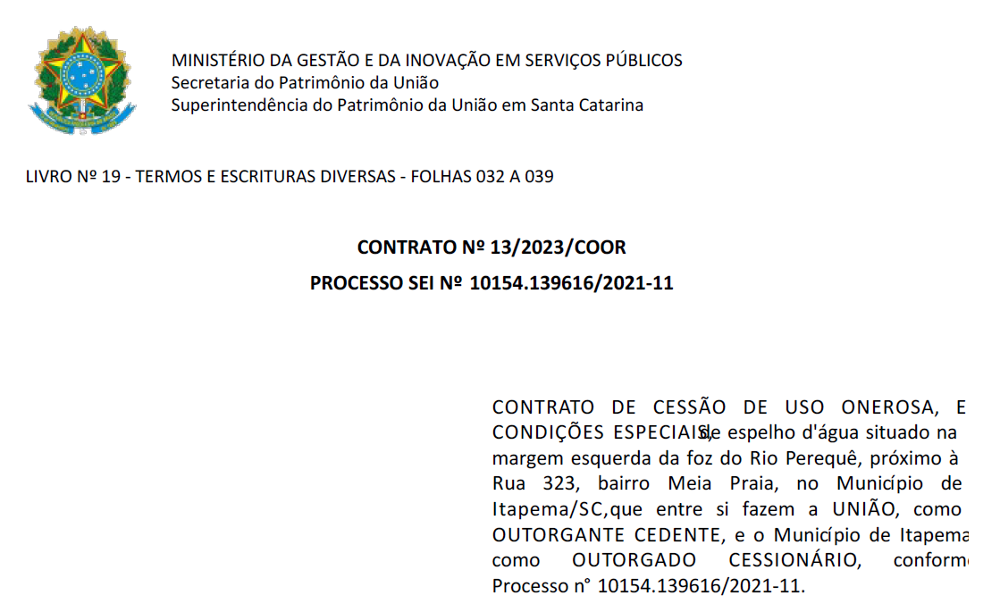 MINISTÉRIO DA GESTÃO E DA INOVAÇÃO EM SERVIÇOS PÚBLICOS
Secretaria do Patrimônio da União
Superintendência do Patrimônio da União em Santa Catarina
LIVRO Nº 19 - TERMOS E ESCRITURAS DIVERSAS - FOLHAS 032 A 039
CONTRATO Nº 13/2023/COOR
PROCESSO SEI Nº 10154.139616/2021-11
CONTRATO DE CESSÃO DE USO ONEROSA, E
CONDIÇÕES ESPECIAIS, de espelho d'água situado na
margem esquerda da foz do Rio Perequê, próximo à
Rua 323, bairro Meia Praia, no Município de
Itapema/SC,que entre si fazem a UNIÃO, como
OUTORGANTE CEDENTE, e o Município de Itapema
como OUTORGADO CESSIONÁRIO, conform
Processo n° 10154.139616/2021-11.